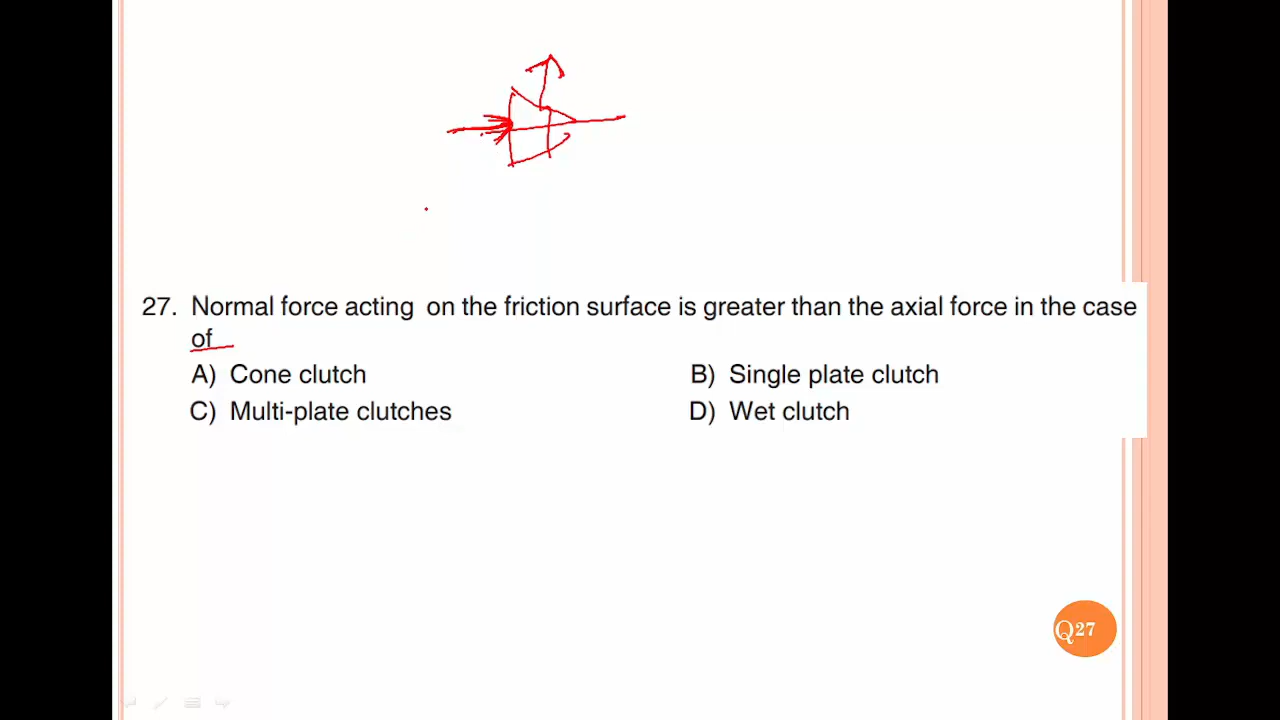 27. Normal force acting on the friction surface is greater than the axial force in the case
of
A) Cone clutch B) Single plate clutch
C) Multi-plate clutches D) Wet clutch
Q27